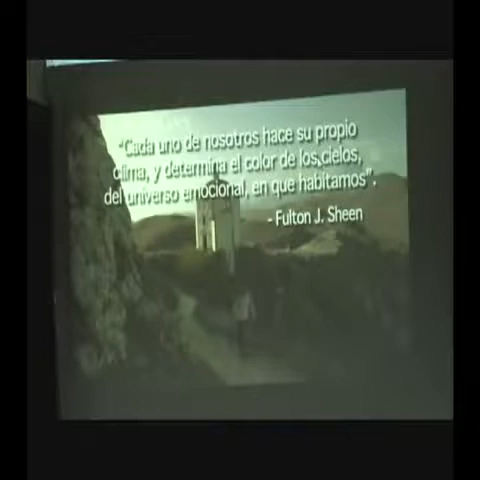 "Cada uno de nosotros hace su propio
clima, y determina el color de los cielos,
del universo emocional, en que habitamos".
- Fulton J. Sheen